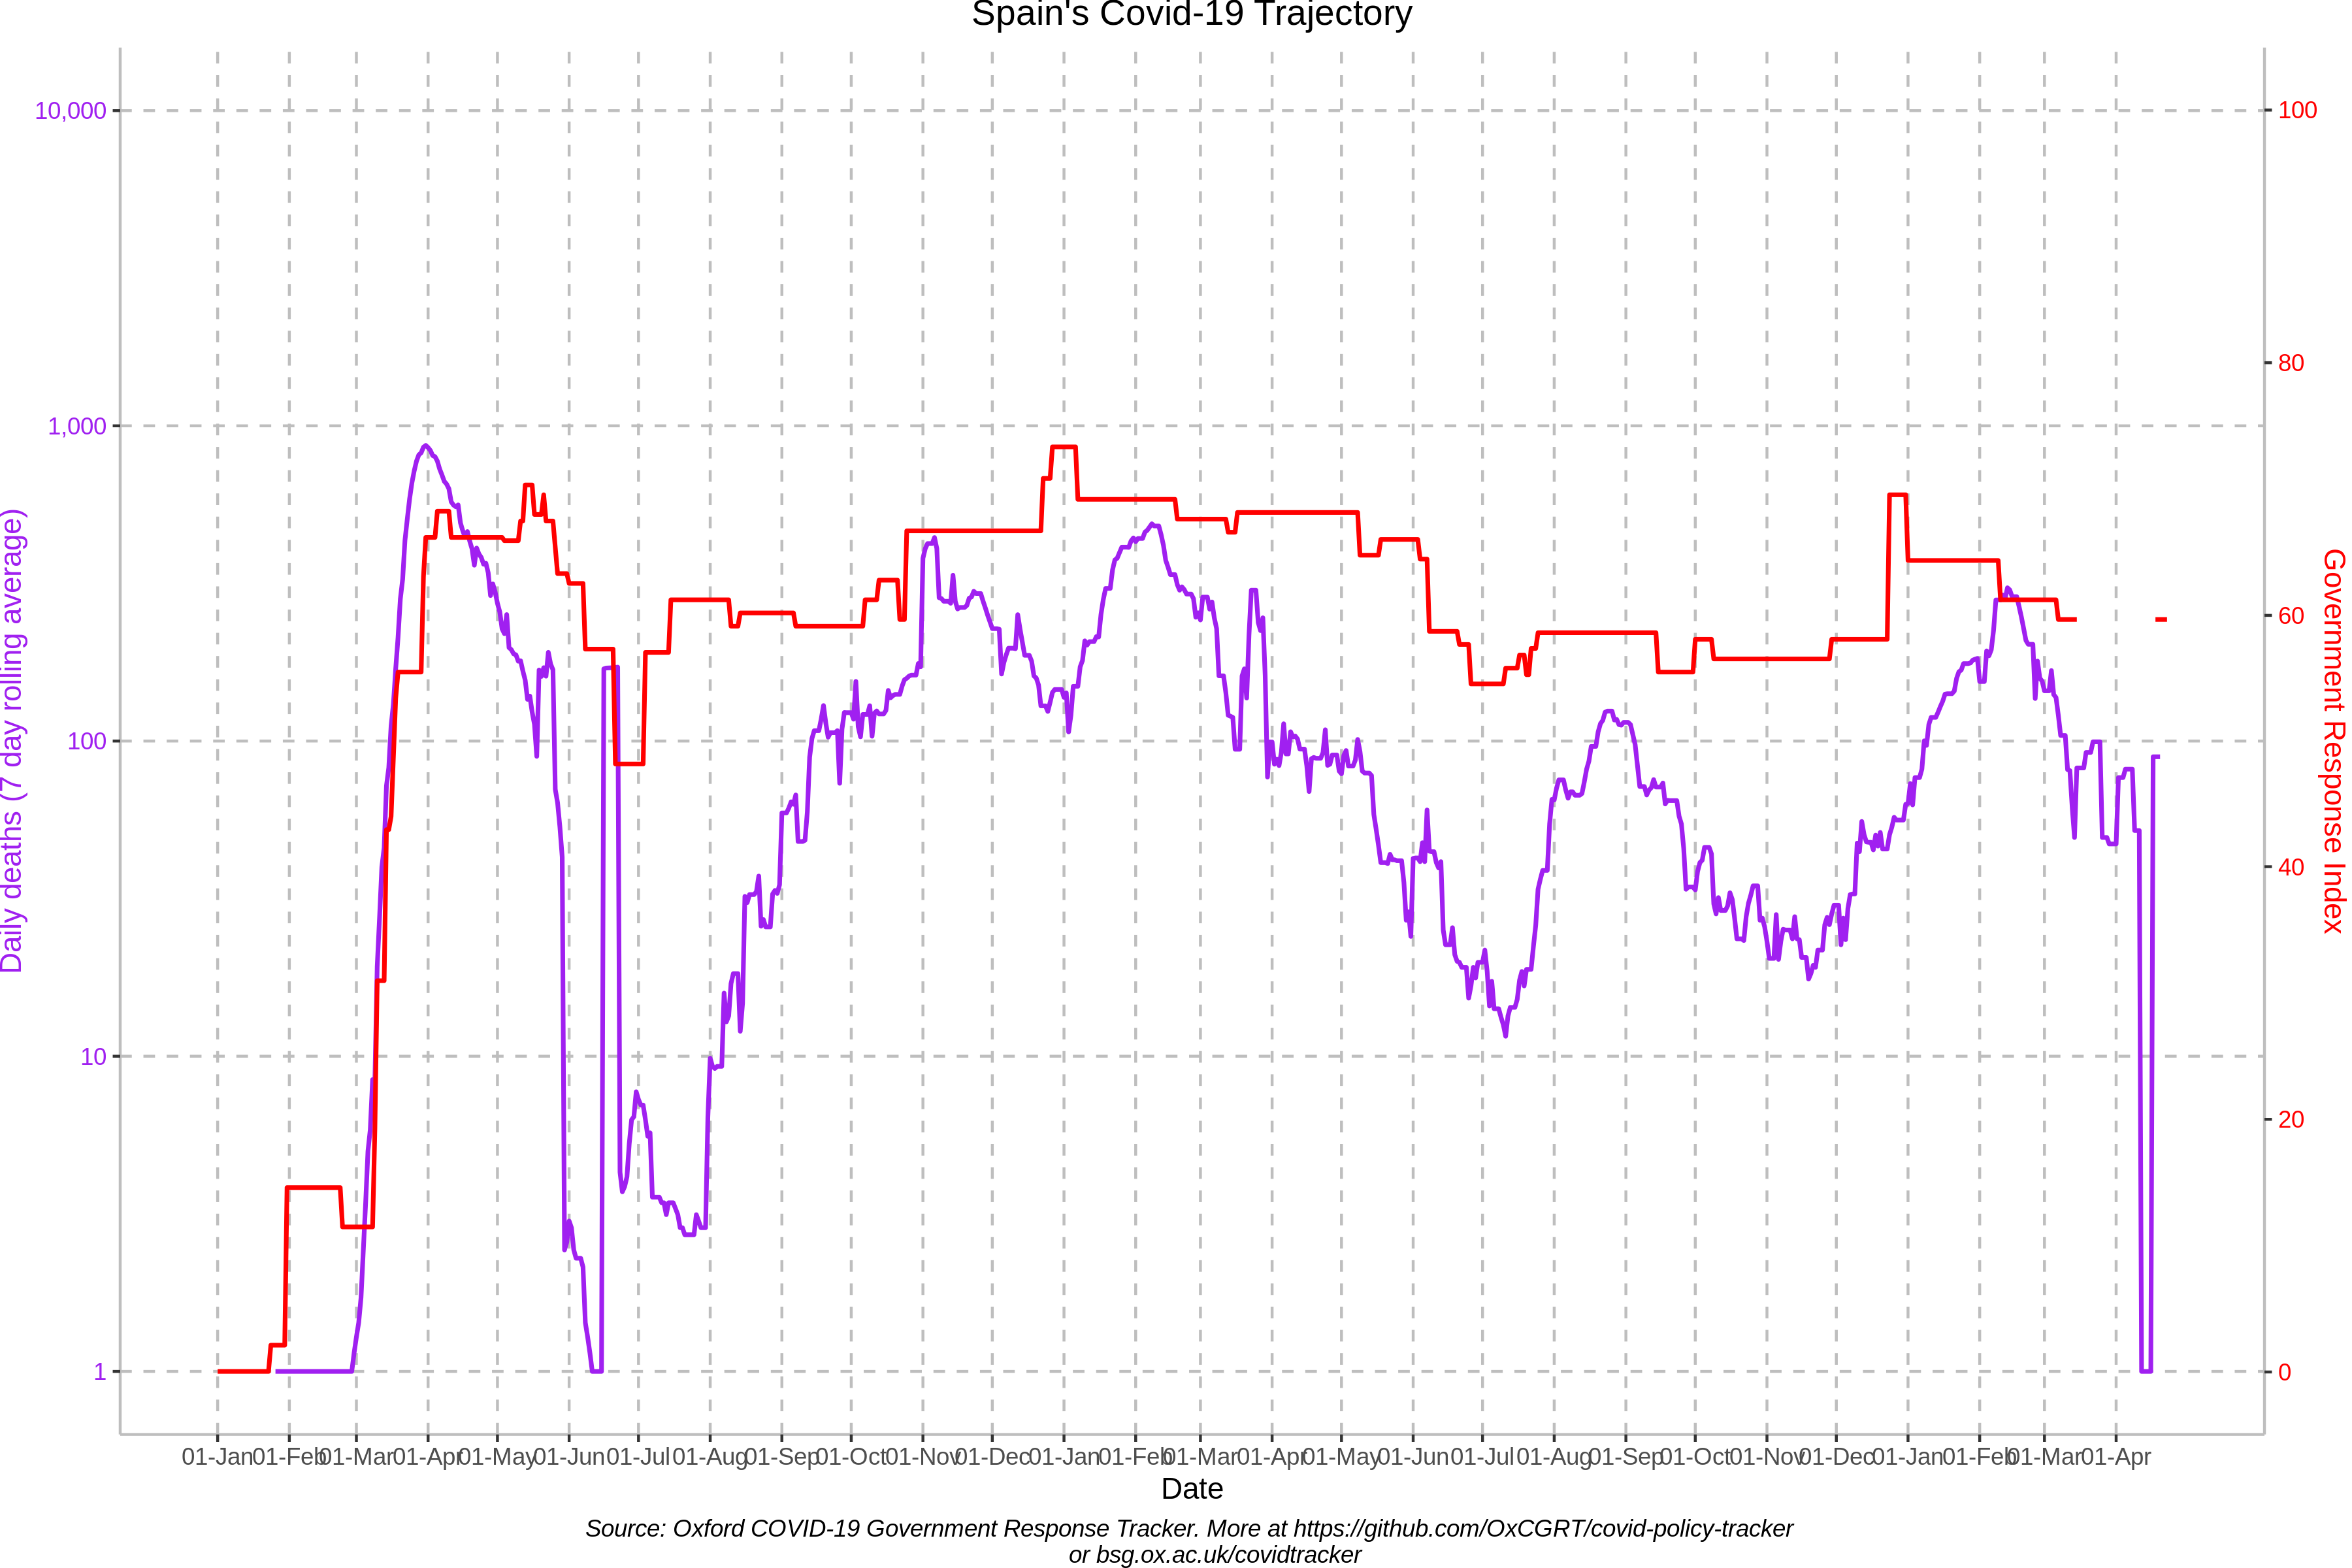 Spain's Covid-19 Trajectory
10,000
1,000
100
10
1
Daily deaths (7 day rolling average)
100
80
60
40
20
0
Government Response Index
01-Jan 01-Feb 01-Mar 01-Apr 01-May 01-Jun 01-Jul 01-Aug 01-Sep 01-Oct 01-Nov 01-Dec 01-Jan 01-Feb 01-Mar 01-Apr 01-May 01-Jun 01-Jul 01-Aug 01-Sep 01-Oct 01-Nov 01-Dec 01-Jan 01-Feb 01-Mar 01-Apr
Date
Source: Oxford COVID-19 Government Response Tracker. More at https://github.com/OxCGRT/covid-policy-tracker
or bsg.ox.ac.uk/covidtracker